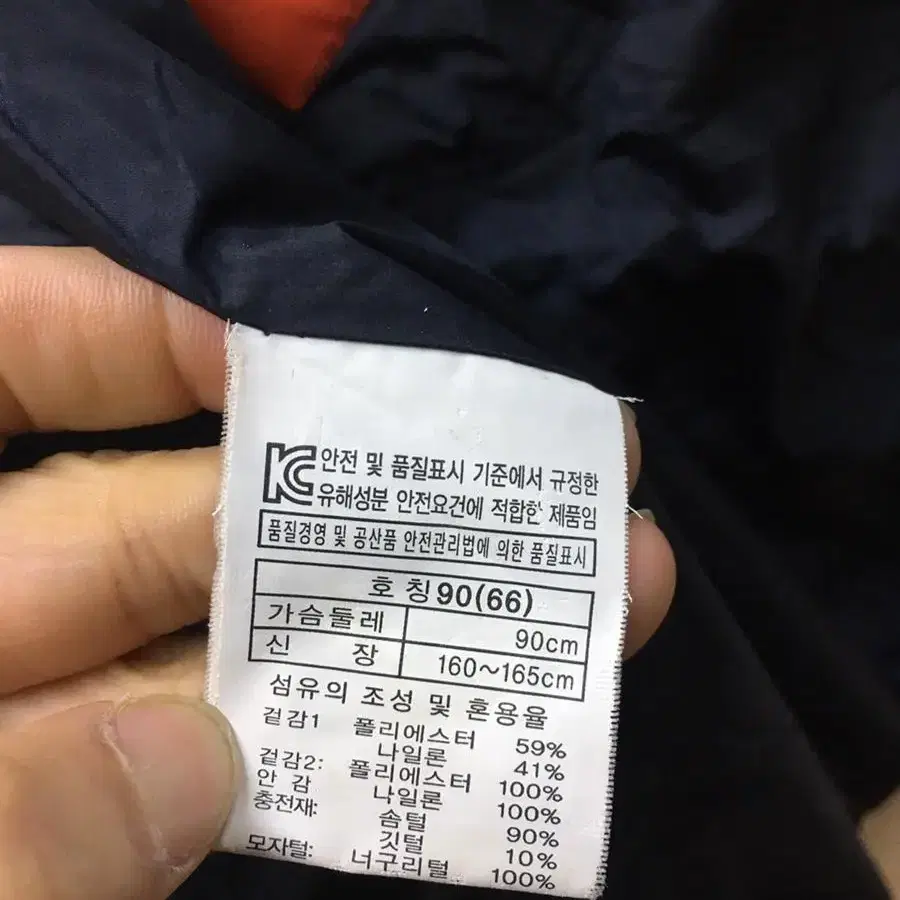 KC 안전 및 품질표시 기준에서 규정한
유해성분 안전요건에 적합한 제품임
품질경영 및 공산품 안전관리법에 의한 품질표시
호 칭 90(66)
가슴둘레 90cm
신 장 160~165cm
섬유의 조성 및 혼용율
겉감1 폴리에스터 59%
나일론 41%
겉감2: 폴리에스터 100%
안 감 나일론 100%
충전재: 솜털 90%
깃털 10%
모자털: 너구리털 100%